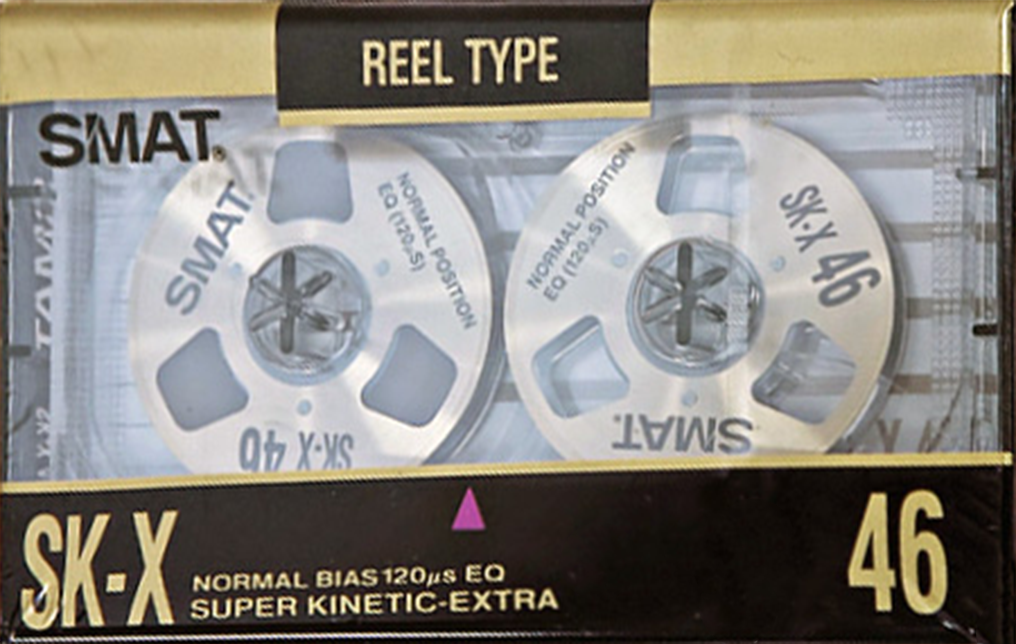 REEL TYPE
SMAT®
SMAT
NORMAL POSITION
EQ (120µS)
SK-X 46
NORMAL POSITION
EQ (120µS)
SK-X 46
SMAT
SK-X
NORMAL BIAS 120µs EQ
SUPER KINETIC-EXTRA
46